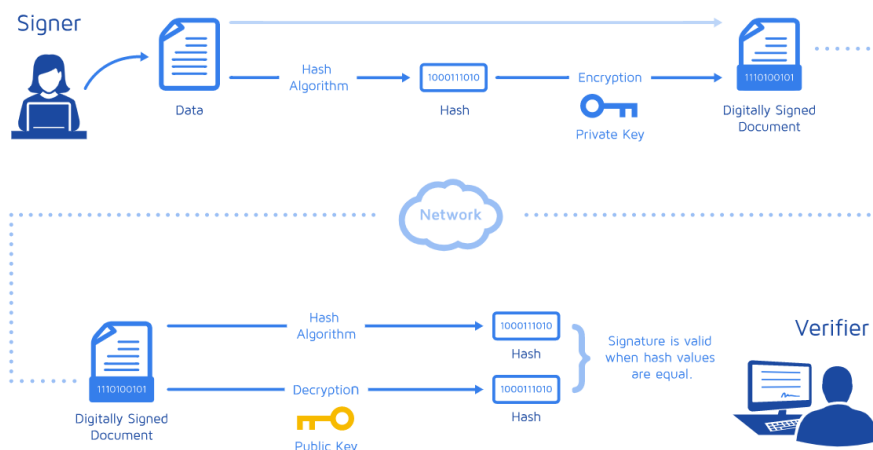 Signer
Hash
Algorithm
1000111010
Encryption
1110100101
Data
Hash
Private Key
Digitally Signed
Document
Network
Hash
Algorithm
1000111010
Hash
Signature is valid
when hash values
are equal.
Verifier
1110100101
Decryption
1000111010
Hash
Digitally Signed
Document
Public Key